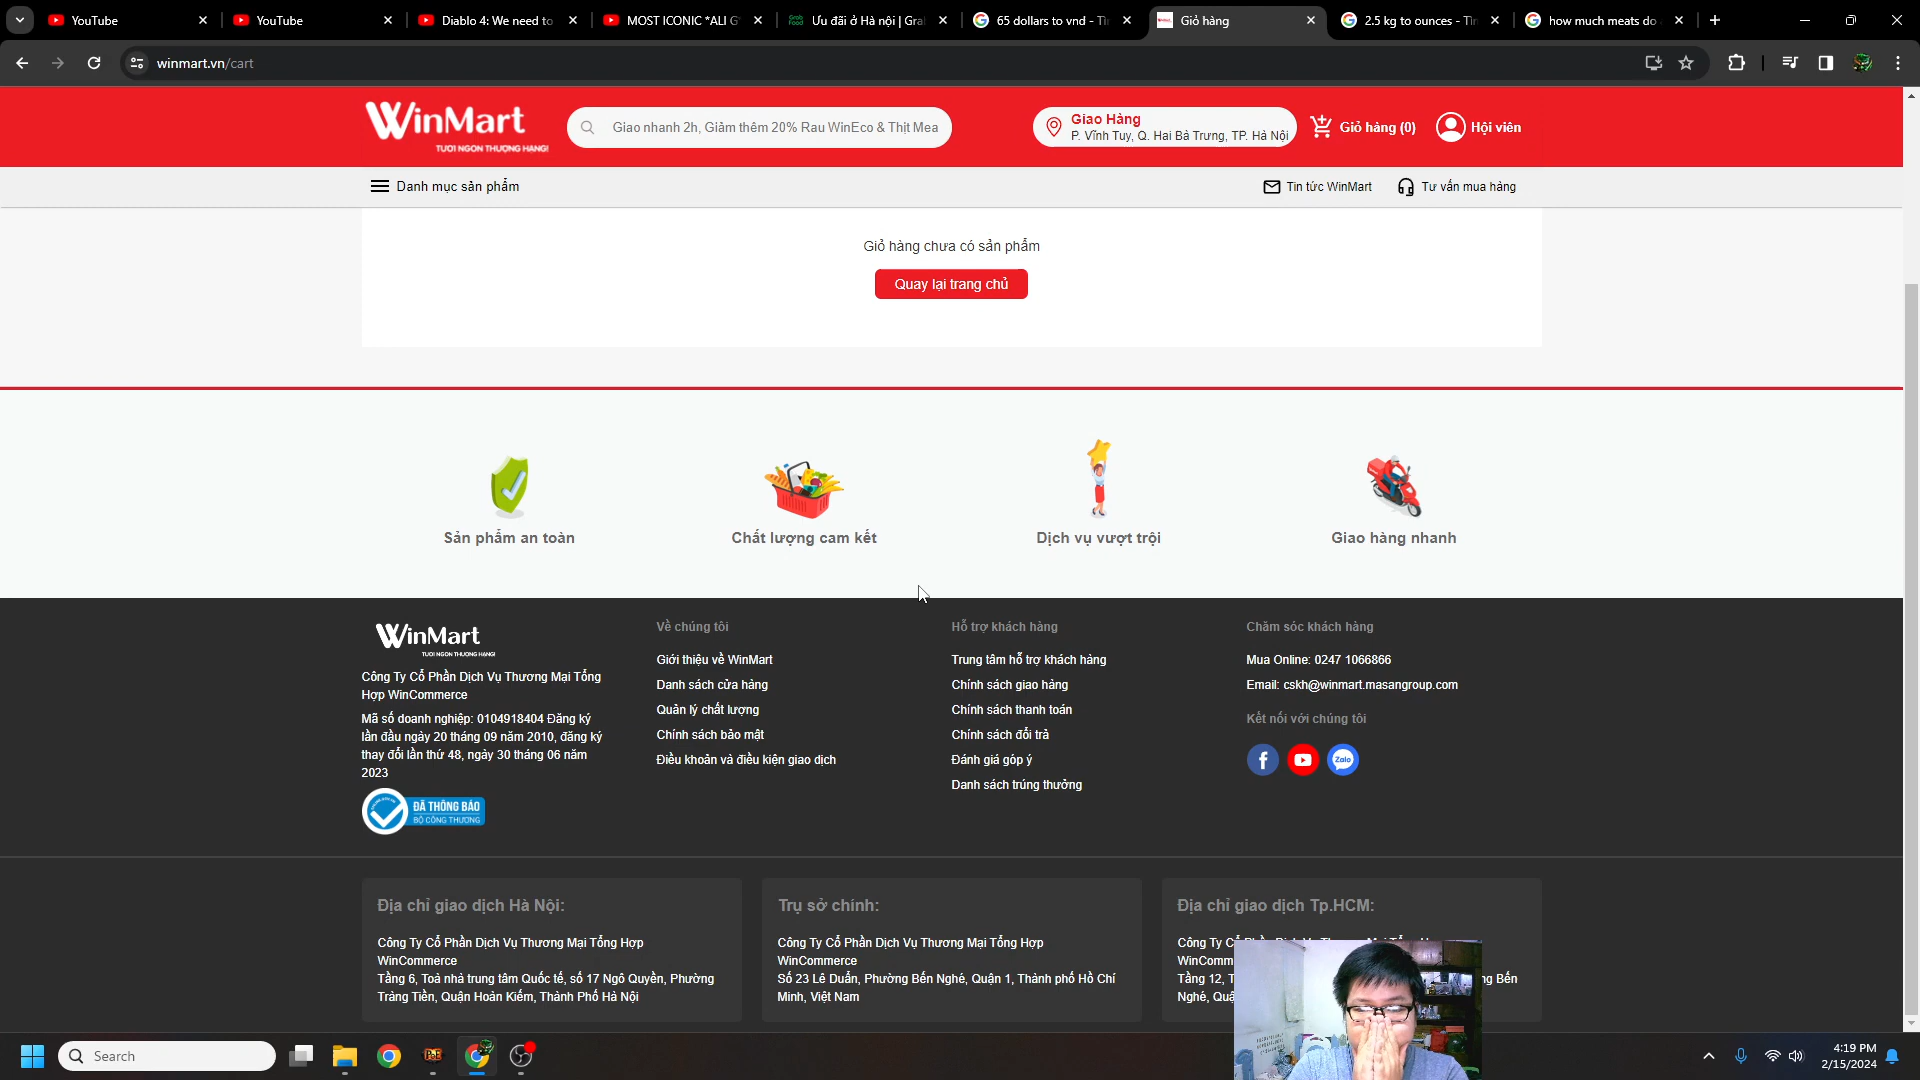 YouTube
YouTube
Diablo 4: We need to
MOST ICONIC *ALI G
Ưu đãi ở Hà nội | Gra
65 dollars to vnd - Tì
Giỏ hàng
2.5 kg to ounces - Tìr
how much meats do
winmart.vn/cart
WinMart
TƯƠI NGON THƯỢNG HẠNG!
Giao nhanh 2h, Giảm thêm 20% Rau WinEco & Thịt Mea
Giao Hàng
P. Vĩnh Tuy, Q. Hai Bà Trưng, TP. Hà Nội
Giỏ hàng (0)
Hội viên
Danh mục sản phẩm
Tin tức WinMart
Tư vấn mua hàng
Giỏ hàng chưa có sản phẩm
Quay lại trang chủ
Sản phẩm an toàn
Chất lượng cam kết
Dịch vụ vượt trội
Giao hàng nhanh
WinMart
TƯƠI NGON THƯỢNG HẠNG!
Công Ty Cổ Phần Dịch Vụ Thương Mại Tổng
Hợp WinCommerce
Mã số doanh nghiệp: 0104918404 Đăng ký
lần đầu ngày 20 tháng 09 năm 2010, đăng ký
thay đổi lần thứ 48, ngày 30 tháng 06 năm
2023
ĐÃ THÔNG BÁO
BỘ CÔNG THƯƠNG
Về chúng tôi
Giới thiệu về WinMart
Danh sách cửa hàng
Quản lý chất lượng
Chính sách bảo mật
Điều khoản và điều kiện giao dịch
Hỗ trợ khách hàng
Trung tâm hỗ trợ khách hàng
Chính sách giao hàng
Chính sách thanh toán
Chính sách đổi trả
Đánh giá góp ý
Danh sách trúng thưởng
Chăm sóc khách hàng
Mua Online: 0247 1066866
Email: cskh@winmart.masangroup.com
Kết nối với chúng tôi
Zalo
Địa chỉ giao dịch Hà Nội:
Công Ty Cổ Phần Dịch Vụ Thương Mại Tổng Hợp
WinCommerce
Tầng 6, Toà nhà trung tâm Quốc tế, số 17 Ngô Quyền, Phường
Tràng Tiền, Quận Hoàn Kiếm, Thành Phố Hà Nội
Trụ sở chính:
Công Ty Cổ Phần Dịch Vụ Thương Mại Tổng Hợp
WinCommerce
Số 23 Lê Duẩn, Phường Bến Nghé, Quận 1, Thành phố Hồ Chí
Minh, Việt Nam
Địa chỉ giao dịch Tp.HCM:
Công Ty
WinComm
Tầng 12, T ng Bến
Nghé, Quậ
Search
4:19 PM
2/15/2024